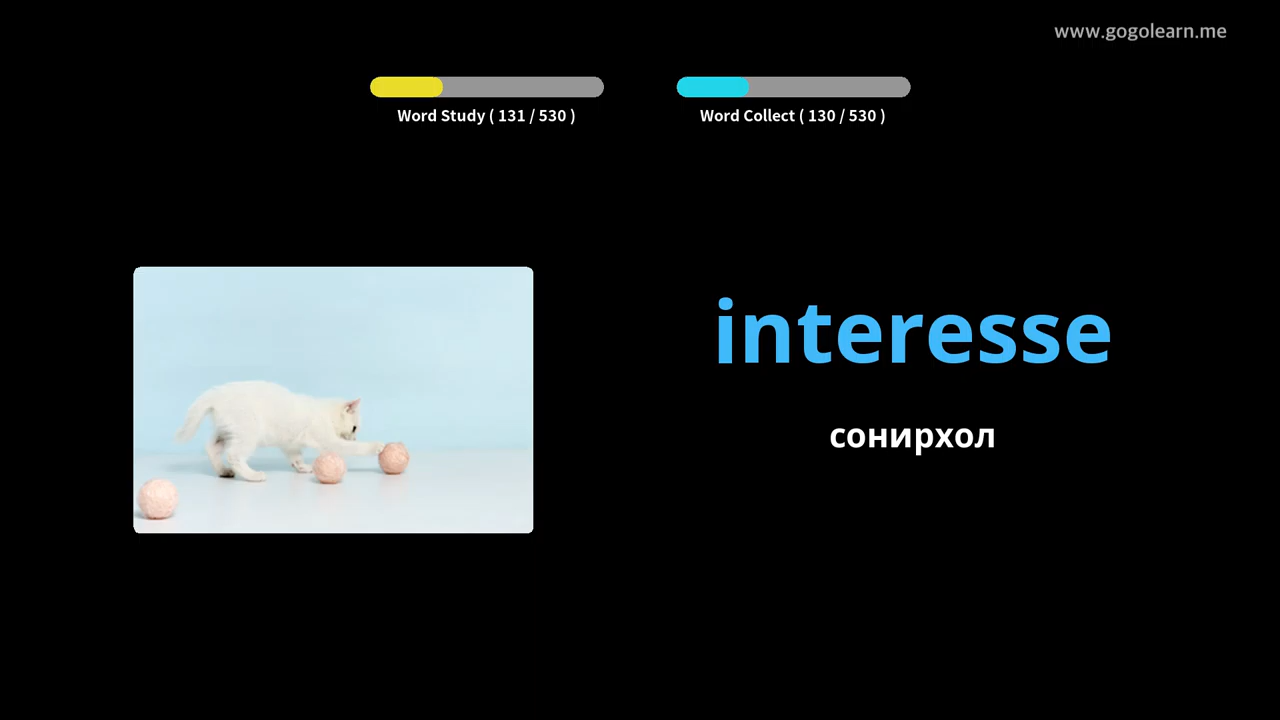 www.gogolearn.me
Word Study ( 131 / 530 )
Word Collect ( 130 / 530 )
interesse
сонирхол